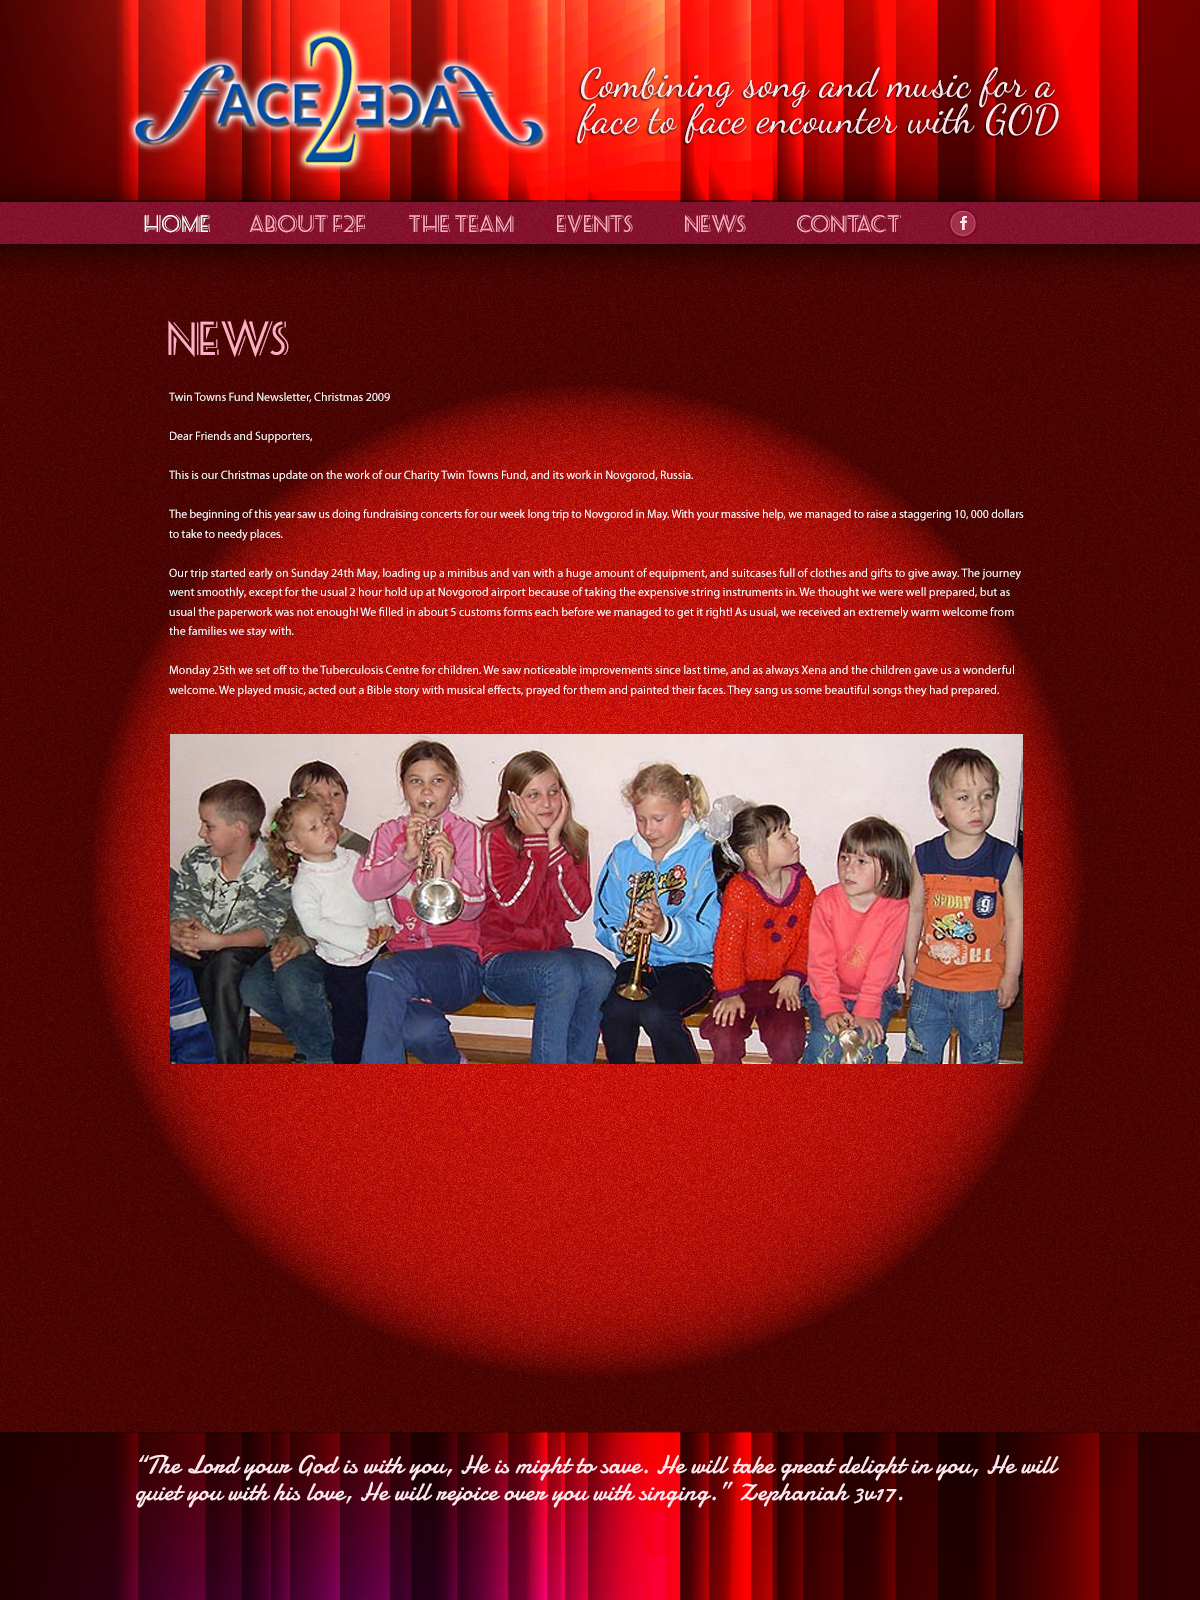 FACE2FACE
Combining song and music for a
face to face encounter with GOD
HOME ABOUT F2F THE TEAM EVENTS NEWS CONTACT f
NEWS
Twin Towns Fund Newsletter, Christmas 2009
Dear Friends and Supporters,
This is our Christmas update on the work of our Charity Twin Towns Fund, and its work in Novgorod, Russia.
The beginning of this year saw us doing fundraising concerts for our week long trip to Novgorod in May. With your massive help, we managed to raise a staggering 10, 000 dollars
to take to needy places.
Our trip started early on Sunday 24th May, loading up a minibus and van with a huge amount of equipment, and suitcases full of clothes and gifts to give away. The journey
went smoothly, except for the usual 2 hour hold up at Novgorod airport because of taking the expensive string instruments in. We thought we were well prepared, but as
usual the paperwork was not enough! We filled in about 5 customs forms each before we managed to get it right! As usual, we received an extremely warm welcome from
the families we stay with.
Monday 25th we set off to the Tuberculosis Centre for children. We saw noticeable improvements since last time, and as always Xena and the children gave us a wonderful
welcome. We played music, acted out a Bible story with musical effects, prayed for them and painted their faces. They sang us some beautiful songs they had prepared.
SPORT 9
“The Lord your God is with you, He is might to save. He will take great delight in you, He will
quiet you with his love, He will rejoice over you with singing.” Zephaniah 3v17.